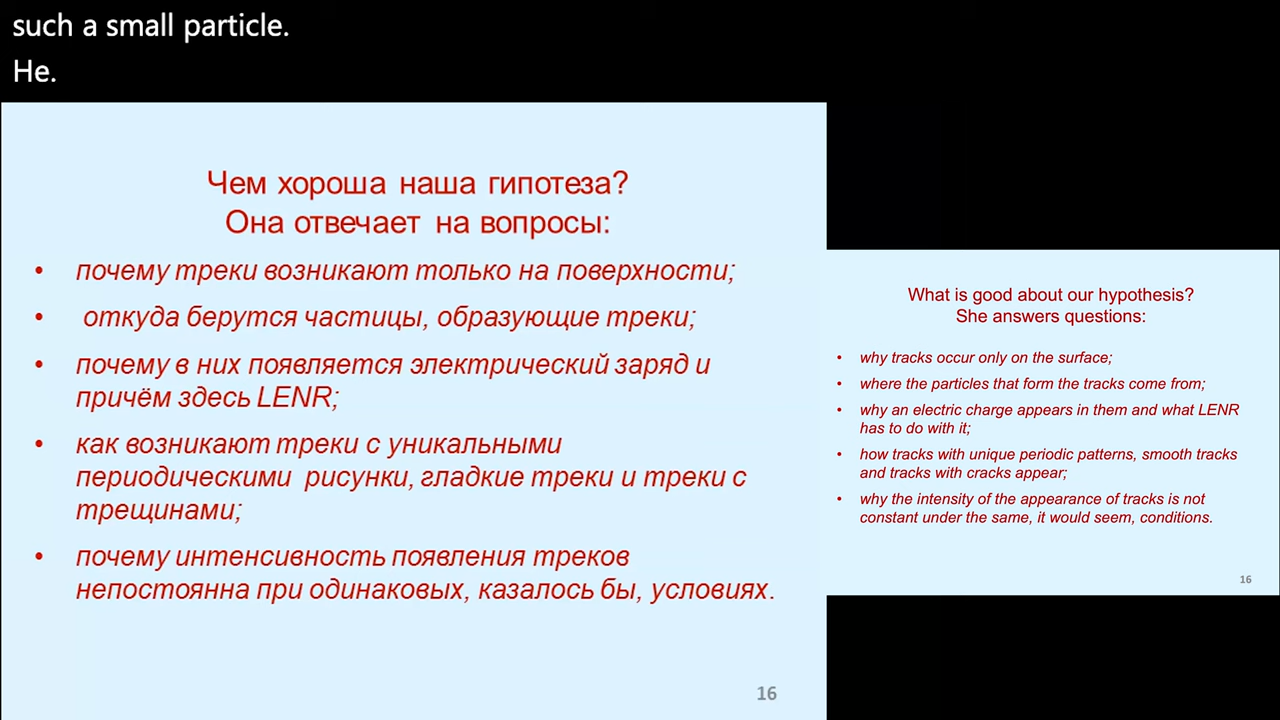 such a small particle.
He.
Чем хороша наша гипотеза?
Она отвечает на вопросы:
• почему треки возникают только на поверхности;
• откуда берутся частицы, образующие треки;
• почему в них появляется электрический заряд и
причём здесь LENR;
• как возникают треки с уникальными
периодическими рисунки, гладкие треки и треки с
трещинами;
• почему интенсивность появления треков
непостоянна при одинаковых, казалось бы, условиях.
16
What is good about our hypothesis?
She answers questions:
• why tracks occur only on the surface;
• where the particles that form the tracks come from;
• why an electric charge appears in them and what LENR
has to do with it;
• how tracks with unique periodic patterns, smooth tracks
and tracks with cracks appear;
• why the intensity of the appearance of tracks is not
constant under the same, it would seem, conditions.
16